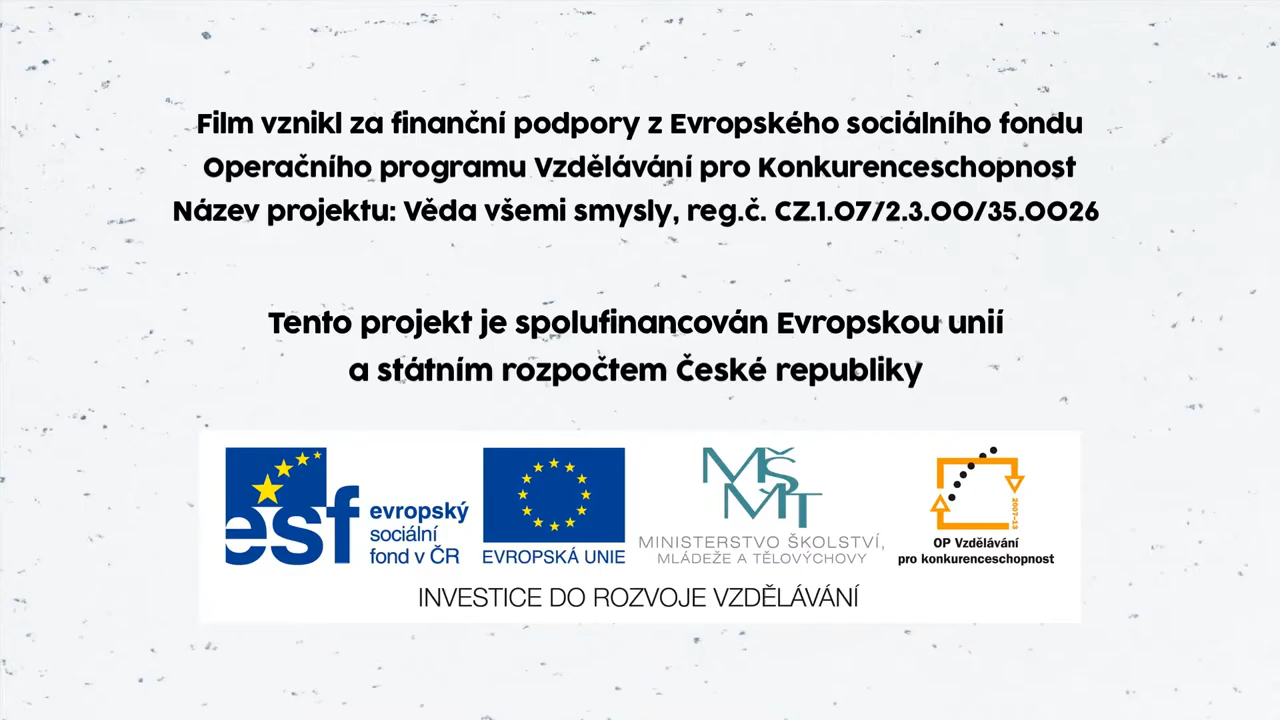 Film vznikl za finanční podpory z Evropského sociálního fondu
Operačního programu Vzdělávání pro Konkurenceschopnost
Název projektu: Věda všemi smysly, reg.č. CZ.1.07/2.3.00/35.0026
Tento projekt je spolufinancován Evropskou unií
a státním rozpočtem České republiky
esf
evropský
sociální
fond v ČR
EVROPSKÁ UNIE
MŠ
MT
MINISTERSTVO ŠKOLSTVÍ,
MLÁDEŽE A TĚLOVÝCHOVY
2007-13
OP Vzdělávání
pro konkurenceschopnost
INVESTICE DO ROZVOJE VZDĚLÁVÁNÍ